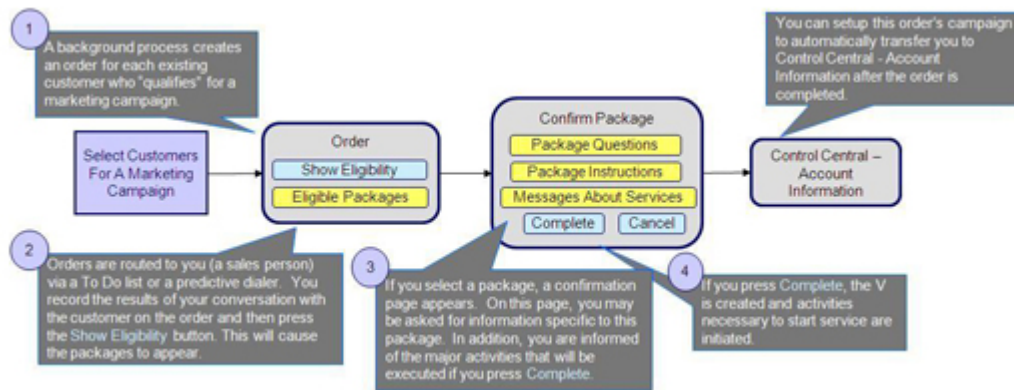 1
A background process creates
an order for each existing
customer who "qualifies" for a
marketing campaign.
You can setup this order's campaign
to automatically transfer you to
Control Central - Account
Information after the order is
completed.
Select Customers
For A Marketing
Campaign
Order
Show Eligibility
Eligible Packages
Confirm Package
Package Questions
Package Instructions
Messages About Services
Complete
Cancel
Control Central –
Account
Information
2
Orders are routed to you (a sales person)
via a To Do list or a predictive dialer. You
record the results of your conversation with
the customer on the order and then press
the Show Eligibility button. This will cause
the packages to appear.
3
If you select a package, a confirmation
page appears. On this page, you may
be asked for information specific to this
package. In addition, you are informed
of the major activities that will be
executed if you press Complete.
4
If you press Complete, the V
is created and activities
necessary to start service are
initiated.